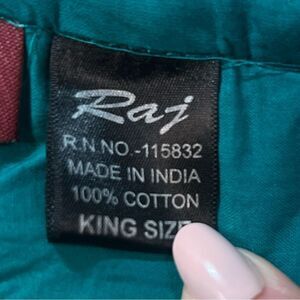 Raj
R.N.NO.-115832
MADE IN INDIA
100% COTTON
KING SIZE